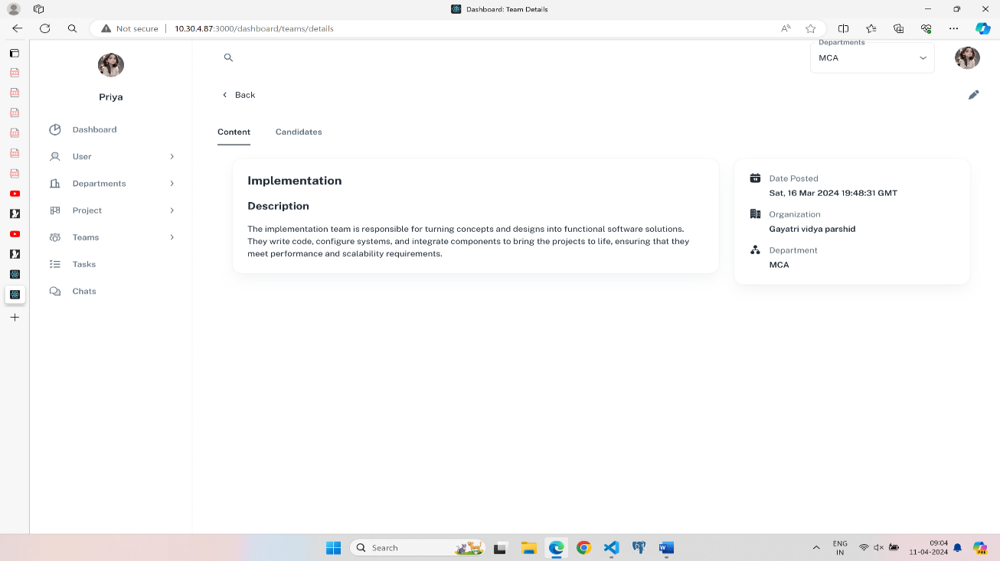 Dashboard: Team Details
Not secure | 10.30.4.87:3000/dashboard/teams/details
Priya
Dashboard
User
Departments
Project
Teams
Tasks
Chats
Departments
MCA
Back
Content Candidates
Implementation
Description
The implementation team is responsible for turning concepts and designs into functional software solutions.
They write code, configure systems, and integrate components to bring the projects to life, ensuring that they
meet performance and scalability requirements.
Date Posted
Sat, 16 Mar 2024 19:48:31 GMT
Organization
Gayatri vidya parshid
Department
MCA
Search
ENG
IN
09:04
11-04-2024
PRE